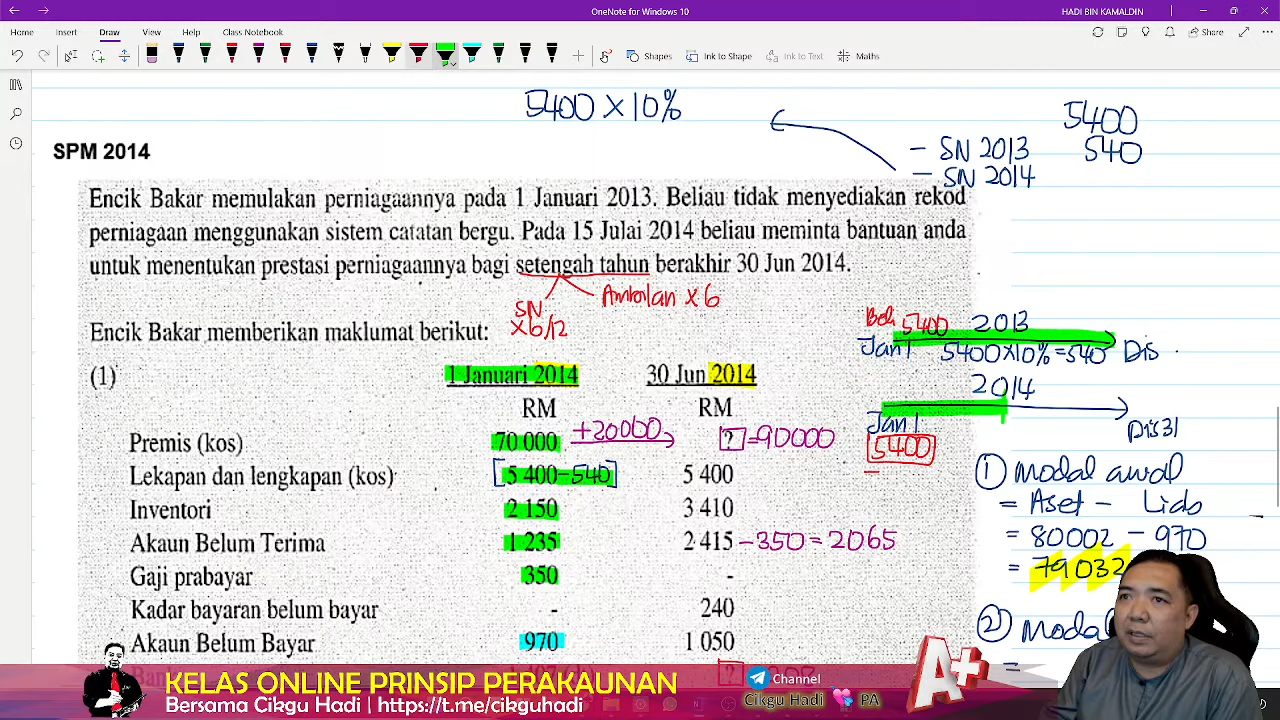 OneNote for Windows 10
HADI BIN KAMALDIN
Home Insert Draw View Help Class Notebook
Share
Shapes Ink to Shape Ink to Text Maths
5400 X 10%
5400
- SN 2013 540
- SN 2014
SPM 2014
Encik Bakar memulakan perniagaannya pada 1 Januari 2013. Beliau tidak menyediakan rekod
perniagaan menggunakan sistem catatan bergu. Pada 15 Julai 2014 beliau meminta bantuan anda
untuk menentukan prestasi perniagaannya bagi setengah tahun berakhir 30 Jun 2014.
SN
x6/12
Ambilan x6
Encik Bakar memberikan maklumat berikut:
Beli 5400 2013
Jan 1 5400x10%=540 Dis
2014
Jan 1 Dis31
5400
-
(1) 1 Januari 2014 30 Jun 2014
RM RM
Premis (kos) 70 000 +20000 ? =90000
Lekapan dan lengkapan (kos) [5 400-540] 5 400
Inventori 2 150 3 410
Akaun Belum Terima 1 235 2 415 -350=2065
Gaji prabayar 350 -
Kadar bayaran belum bayar - 240
Akaun Belum Bayar 970 1 050
?
① Modal awal
= Aset - Liab
= 80002 - 970
= 79032
② Modal
=
KELAS ONLINE PRINSIP PERAKAUNAN
Bersama Cikgu Hadi | https://t.me/cikguhadi
Channel
Cikgu Hadi PA
A+